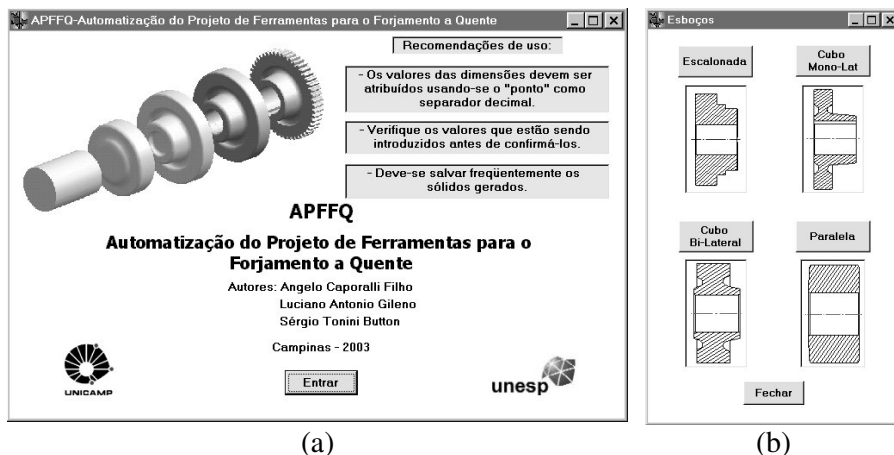 APFFQ-Automatização do Projeto de Ferramentas para o Forjamento a Quente
Recomendações de uso:
- Os valores das dimensões devem ser
atribuídos usando-se o "ponto" como
separador decimal.
- Verifique os valores que estão sendo
introduzidos antes de confirmá-los.
- Deve-se salvar freqüentemente os
sólidos gerados.
APFFQ
Automatização do Projeto de Ferramentas para o
Forjamento a Quente
Autores: Angelo Caporalli Filho
Luciano Antonio Gileno
Sérgio Tonini Button
Campinas - 2003
Entrar
UNICAMP
unesp
(a)
Esboços
Escalonada
Cubo
Mono-Lat
Cubo
Bi-Lateral
Paralela
Fechar
(b)